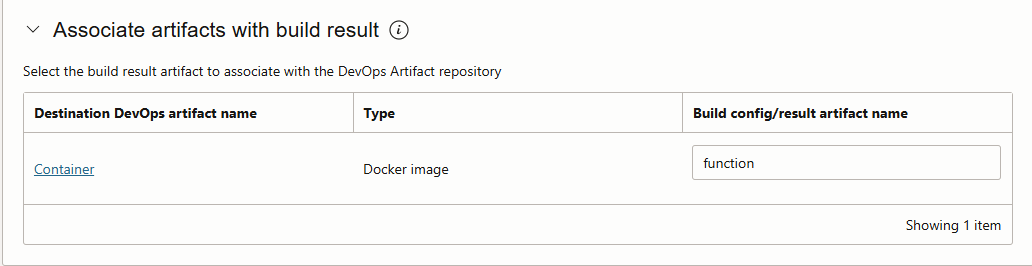 Associate artifacts with build result
Select the build result artifact to associate with the DevOps Artifact repository
Destination DevOps artifact name Type Build config/result artifact name
Container Docker image function
Showing 1 item